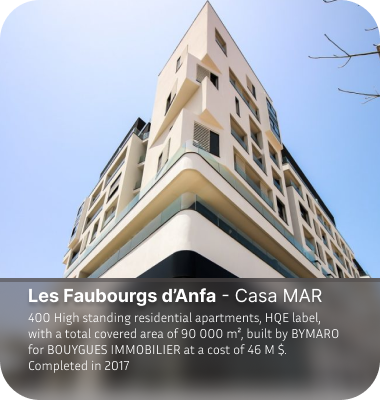 Les Faubourgs d'Anfa - Casa MAR
400 High standing residential apartments, HQE label,
with a total covered area of 90 000 m², built by BYMARO
for BOUYGUES IMMOBILIER at a cost of 46 M $.
Completed in 2017